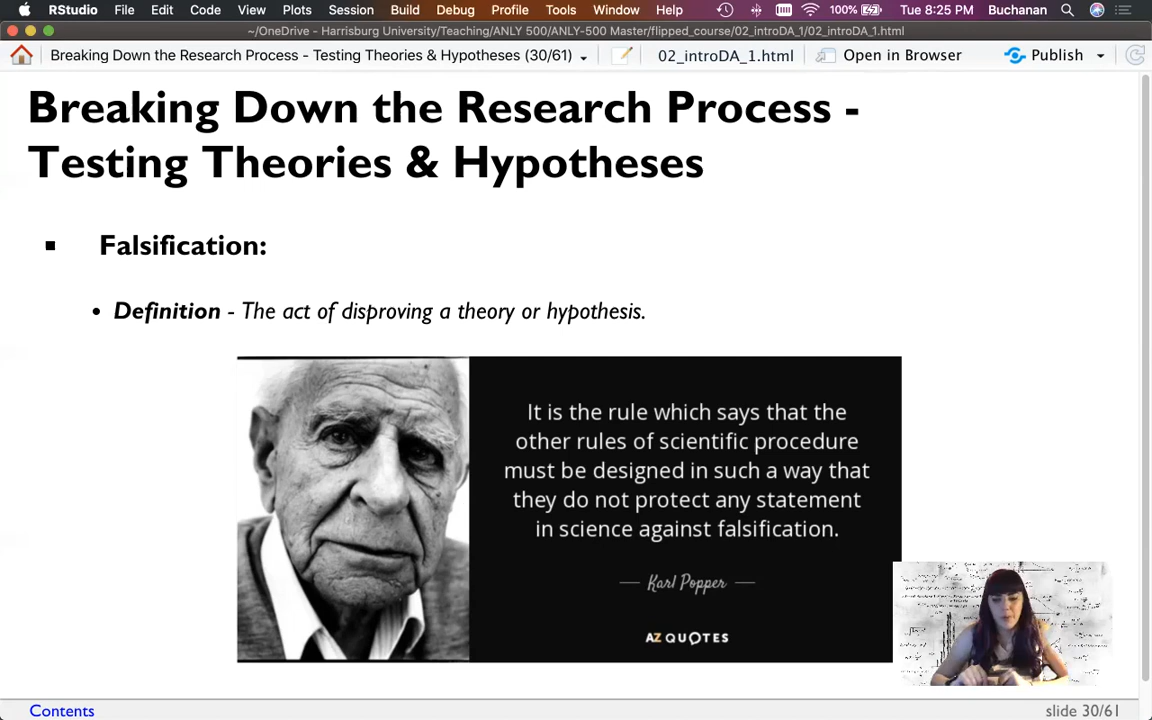 RStudio File Edit Code View Plots Session Build Debug Profile Tools Window Help 100% Tue 8:25 PM Buchanan
~/OneDrive - Harrisburg University/Teaching/ANLY 500/ANLY-500 Master/flipped_course/02_introDA_1/02_introDA_1.html
Breaking Down the Research Process - Testing Theories & Hypotheses (30/61) 02_introDA_1.html Open in Browser Publish
Breaking Down the Research Process -
Testing Theories & Hypotheses
Falsification:
Definition - The act of disproving a theory or hypothesis.
It is the rule which says that the
other rules of scientific procedure
must be designed in such a way that
they do not protect any statement
in science against falsification.
Karl Popper
AZ QUOTES
Contents slide 30/61